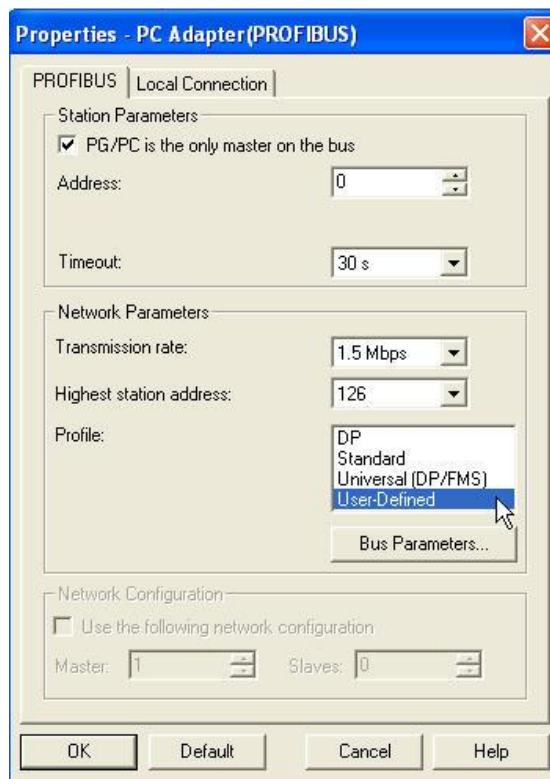 Properties - PC Adapter(PROFIBUS)
PROFIBUS Local Connection
Station Parameters
PG/PC is the only master on the bus
Address: 0
Timeout: 30 s
Network Parameters
Transmission rate: 1.5 Mbps
Highest station address: 126
Profile: DP
Standard
Universal (DP/FMS)
User-Defined
Bus Parameters...
Network Configuration
Use the following network configuration
Master: 1 Slaves: 0
OK Default Cancel Help